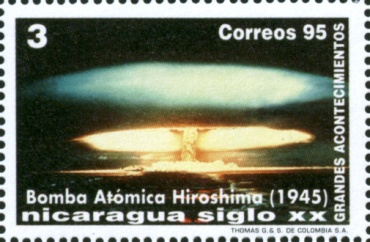 3
Correos 95
GRANDES ACONTECIMIENTOS
Bomba Atómica Hiroshima (1945)
nicaragua siglo xx
THOMAS G. & S. DE COLOMBIA S.A.